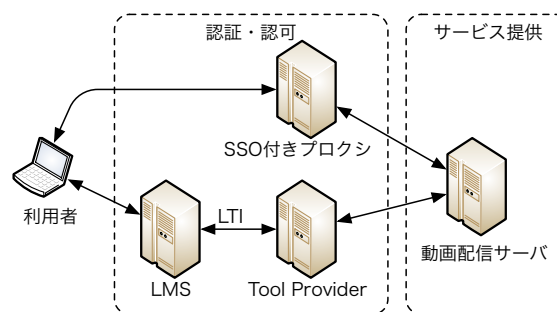 認証・認可
サービス提供
SSO付きプロクシ
利用者
LTI
動画配信サーバ
LMS
Tool Provider